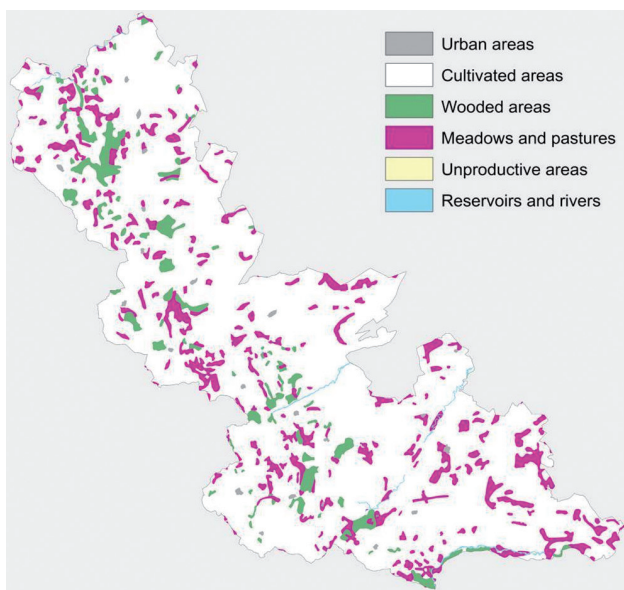 Urban areas
Cultivated areas
Wooded areas
Meadows and pastures
Unproductive areas
Reservoirs and rivers